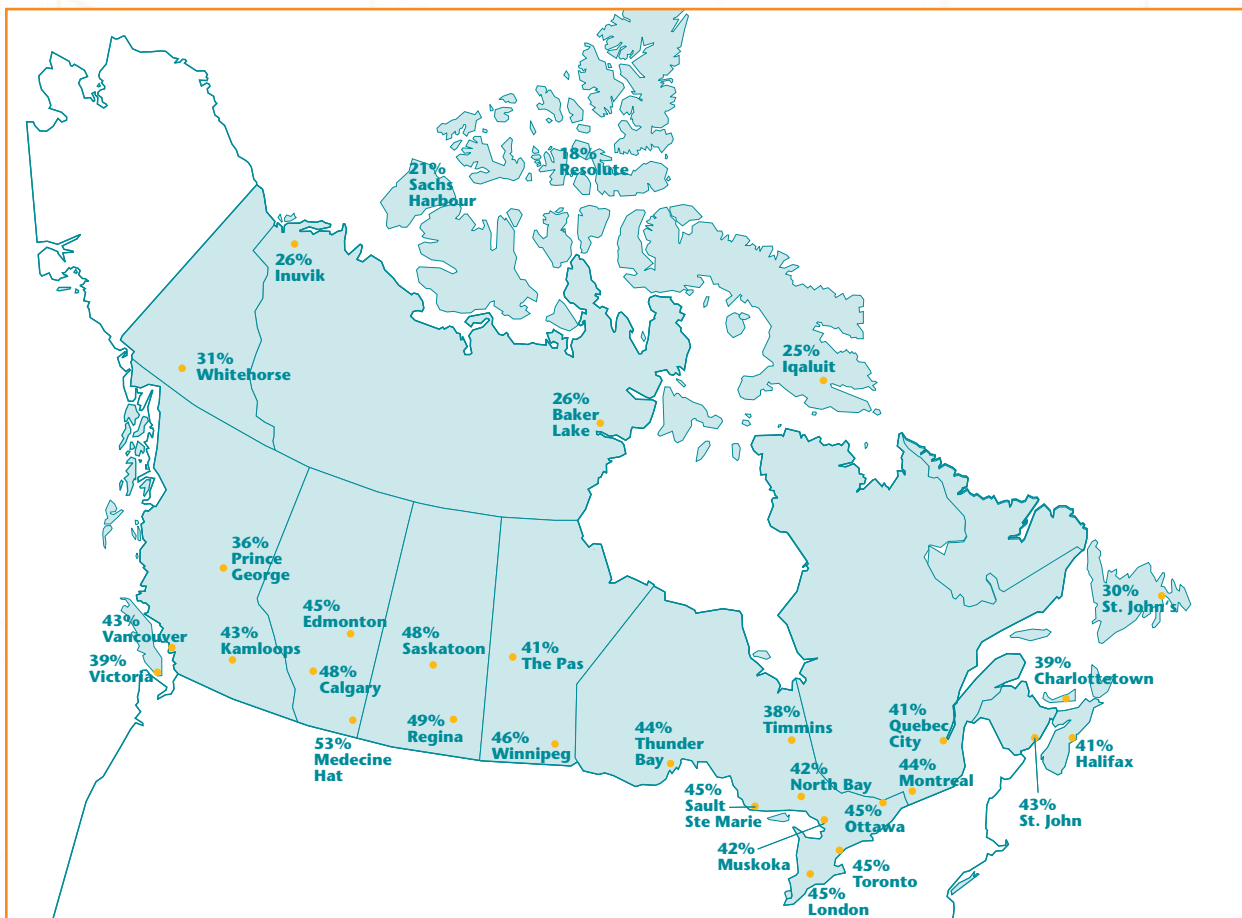 18%
Resolute
21%
Sachs
Harbour
26%
Inuvik
31%
Whitehorse
25%
Iqaluit
26%
Baker
Lake
36%
Prince
George
30%
St. John's
43%
Vancouver
39%
Victoria
43%
Kamloops
45%
Edmonton
48%
Calgary
48%
Saskatoon
41%
The Pas
49%
Regina
53%
Medecine
Hat
46%
Winnipeg
44%
Thunder
Bay
38%
Timmins
41%
Quebec
City
39%
Charlottetown
41%
Halifax
43%
St. John
42%
North Bay
44%
Montreal
45%
Sault
Ste Marie
45%
Ottawa
42%
Muskoka
45%
Toronto
45%
London